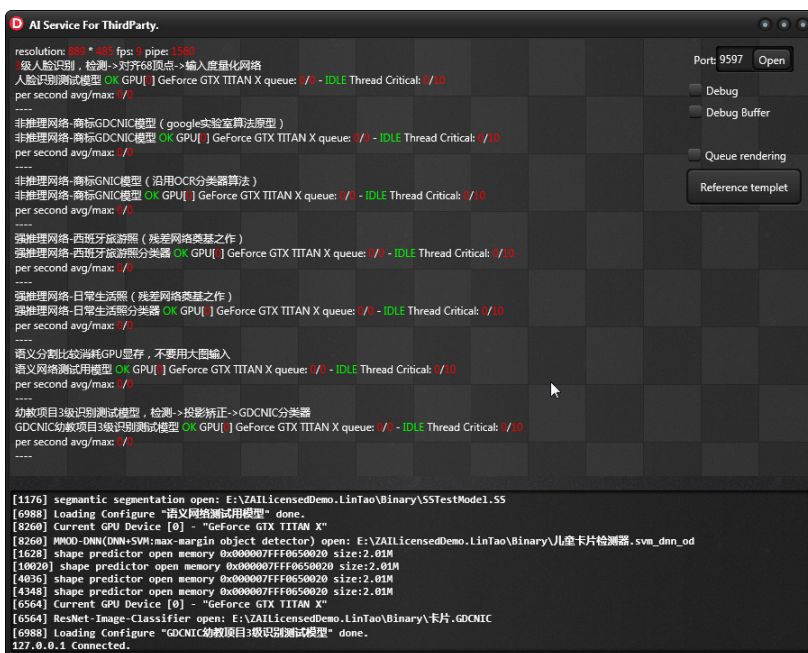 AI Service For ThirdParty.
resolution: 889 * 485 fps: 9 pipe: 1560
3级人脸识别，检测->对齐68顶点->输入度量化网络
人脸识别测试模型 OK GPU[0] GeForce GTX TITAN X queue: 0/0 - IDLE Thread Critical: 0/10
per second avg/max: 0/0
----
非推理网络-商标GDCNIC模型（google实验室算法原型）
非推理网络-商标GDCNIC模型 OK GPU[0] GeForce GTX TITAN X queue: 0/0 - IDLE Thread Critical: 0/10
per second avg/max: 0/0
----
非推理网络-商标GNIC模型（沿用OCR分类器算法）
非推理网络-商标GNIC模型 OK GPU[0] GeForce GTX TITAN X queue: 0/0 - IDLE Thread Critical: 0/10
per second avg/max: 0/0
----
强推理网络-西班牙旅游照（残差网络奠基之作）
强推理网络-西班牙旅游照分类器 OK GPU[0] GeForce GTX TITAN X queue: 0/0 - IDLE Thread Critical: 0/10
per second avg/max: 0/0
----
强推理网络-日常生活照（残差网络奠基之作）
强推理网络-日常生活照分类器 OK GPU[0] GeForce GTX TITAN X queue: 0/0 - IDLE Thread Critical: 0/10
per second avg/max: 0/0
----
语义分割比较消耗GPU显存，不要用大图输入
语义网络测试用模型 OK GPU[0] GeForce GTX TITAN X queue: 0/0 - IDLE Thread Critical: 0/10
per second avg/max: 0/0
----
幼教项目3级识别测试模型，检测->投影矫正->GDCNIC分类器
GDCNIC幼教项目3级识别测试模型 OK GPU[0] GeForce GTX TITAN X queue: 0/0 - IDLE Thread Critical: 0/10
per second avg/max: 0/0
----
Port: 9597 Open
Debug
Debug Buffer
Queue rendering
Reference templet
[1176] segmantic segmentation open: E:\ZAILicensedDemo.LinTao\Binary\SSTestModel.SS
[6988] Loading Configure "语义网络测试用模型" done.
[8260] Current GPU Device [0] - "GeForce GTX TITAN X"
[8260] MMOD-DNN(DNN+SVM:max-margin object detector) open: E:\ZAILicensedDemo.LinTao\Binary\儿童卡片检测器.svm_dnn_od
[1628] shape predictor open memory 0x000007FFF0650020 size:2.01M
[10020] shape predictor open memory 0x000007FFF0650020 size:2.01M
[4036] shape predictor open memory 0x000007FFF0650020 size:2.01M
[4348] shape predictor open memory 0x000007FFF0650020 size:2.01M
[6564] Current GPU Device [0] - "GeForce GTX TITAN X"
[6564] ResNet-Image-Classifier open: E:\ZAILicensedDemo.LinTao\Binary\卡片.GDCNIC
[6988] Loading Configure "GDCNIC幼教项目3级识别测试模型" done.
127.0.0.1 Connected.